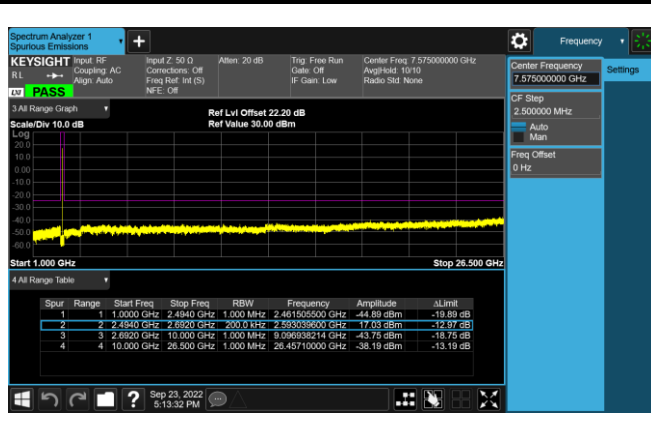 Spectrum Analyzer 1
Spurious Emissions
Frequency
KEYSIGHT
RL
LXI PASS
Input: RF
Coupling: AC
Align: Auto
Input Z: 50 Ω
Corrections: Off
Freq Ref: Int (S)
NFE: Off
Atten: 20 dB
Trig: Free Run
Gate: Off
IF Gain: Low
Center Freq: 7.575000000 GHz
Avg|Hold: 10/10
Radio Std: None
Center Frequency
7.575000000 GHz
Settings
CF Step
2.500000 MHz
Auto
Man
Freq Offset
0 Hz
3 All Range Graph
Scale/Div 10.0 dB
Ref Lvl Offset 22.20 dB
Ref Value 30.00 dBm
Log
20.0
10.0
0.00
-10.0
-20.0
-30.0
-40.0
-50.0
-60.0
Start 1.000 GHz Stop 26.500 GHz
4 All Range Table
Spur Range Start Freq Stop Freq RBW Frequency Amplitude ΔLimit
1 1 1.0000 GHz 2.4940 GHz 1.000 MHz 2.461505500 GHz -44.89 dBm -19.89 dB
2 2 2.4940 GHz 2.6920 GHz 200.0 kHz 2.593039600 GHz 17.03 dBm -12.97 dB
3 3 2.6920 GHz 10.000 GHz 1.000 MHz 9.096938214 GHz -43.75 dBm -18.75 dB
4 4 10.000 GHz 26.500 GHz 1.000 MHz 26.45710000 GHz -38.19 dBm -13.19 dB
Sep 23, 2022
5:13:32 PM